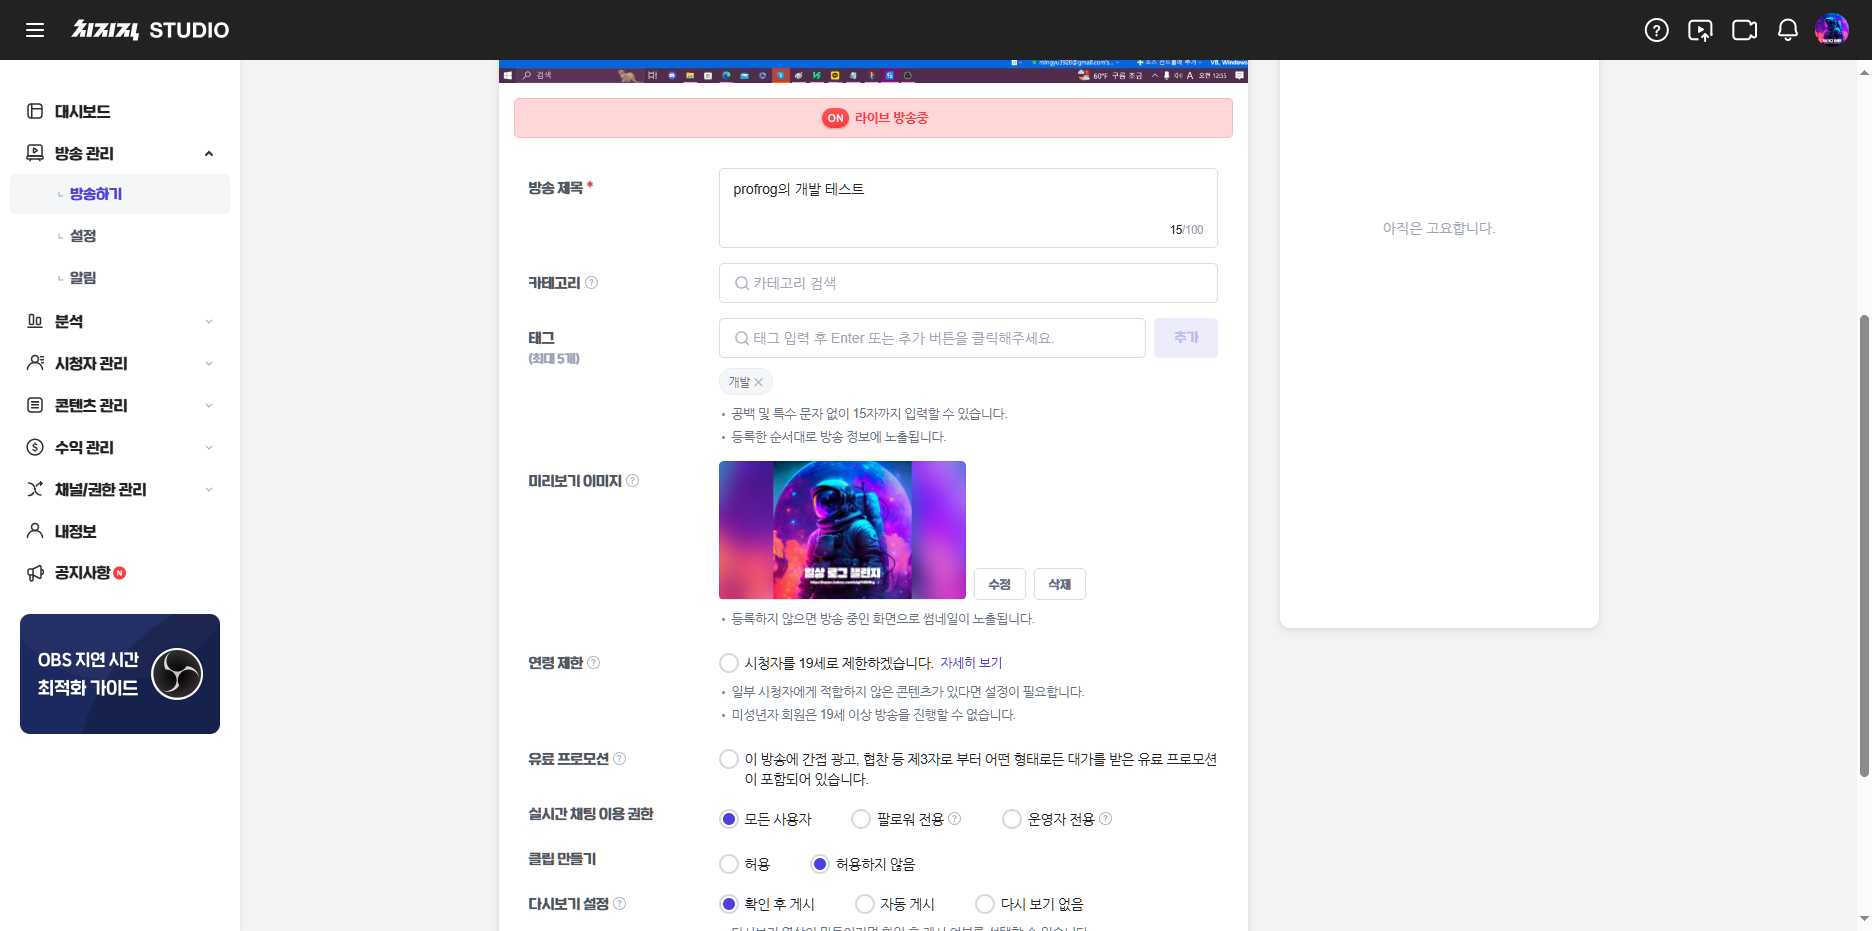 치지직 STUDIO
검색
60°F 구름 조금
A 오전 12:55
ON 라이브 방송중
대시보드
방송 관리
방송하기
설정
알림
분석
시청자 관리
콘텐츠 관리
수익 관리
채널/권한 관리
내정보
공지사항 N
OBS 지연 시간
최적화 가이드
방송 제목 *
profrog의 개발 테스트
15/100
카테고리
카테고리 검색
태그
(최대 5개)
태그 입력 후 Enter 또는 추가 버튼을 클릭해주세요.
추가
개발
• 공백 및 특수 문자 없이 15자까지 입력할 수 있습니다.
• 등록한 순서대로 방송 정보에 노출됩니다.
미리보기 이미지
일상 로그 챌린지
수정
삭제
• 등록하지 않으면 방송 중인 화면으로 썸네일이 노출됩니다.
연령 제한
시청자를 19세로 제한하겠습니다. 자세히 보기
• 일부 시청자에게 적합하지 않은 콘텐츠가 있다면 설정이 필요합니다.
• 미성년자 회원은 19세 이상 방송을 진행할 수 없습니다.
유료 프로모션
이 방송에 간접 광고, 협찬 등 제3자로 부터 어떤 형태로든 대가를 받은 유료 프로모션
이 포함되어 있습니다.
실시간 채팅 이용 권한
모든 사용자
팔로워 전용
운영자 전용
클립 만들기
허용
허용하지 않음
다시보기 설정
확인 후 게시
자동 게시
다시 보기 없음
아직은 고요합니다.